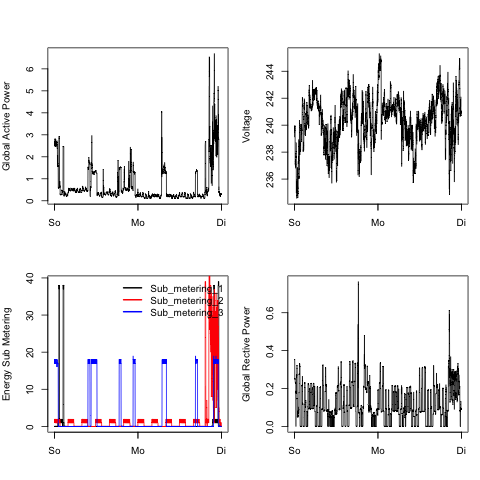 Global Active Power
0 1 2 3 4 5 6
So Mo Di
Voltage
236 238 240 242 244
So Mo Di
Energy Sub Metering
0 10 20 30 40
Sub_metering_1
Sub_metering_2
Sub_metering_3
So Mo Di
Global Rective Power
0.0 0.2 0.4 0.6
So Mo Di